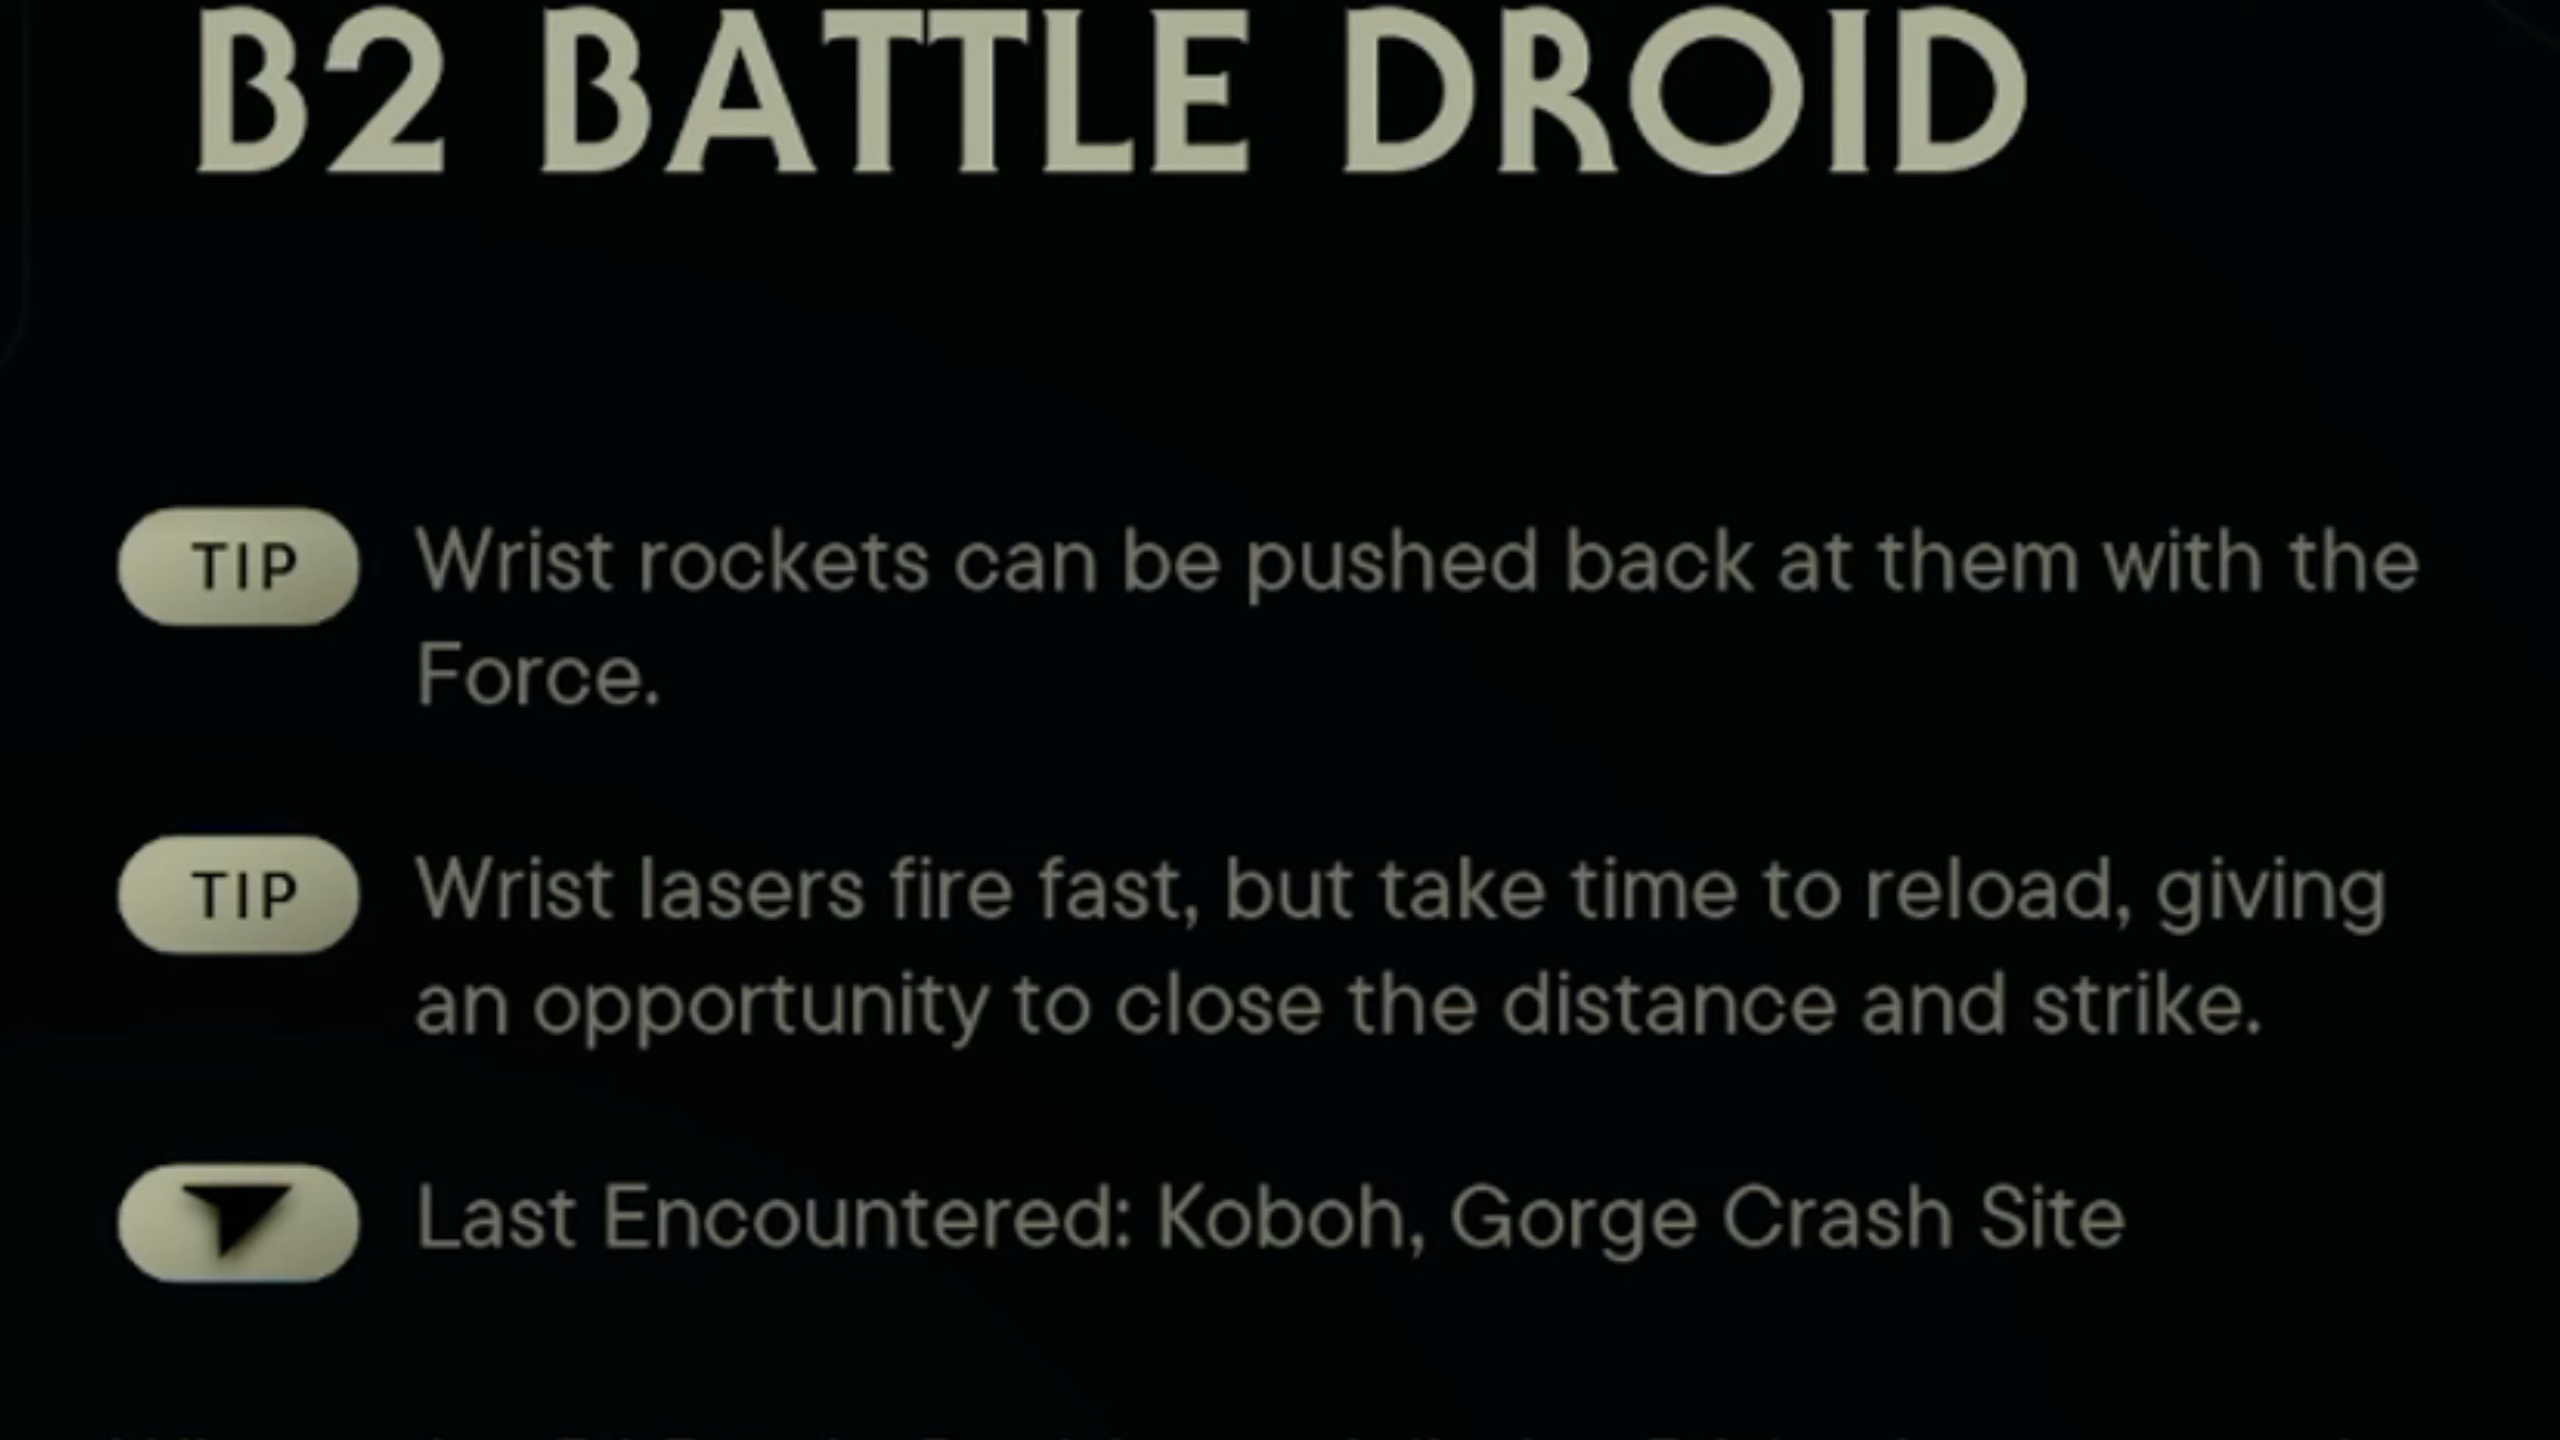 B2 BATTLE DROID
TIP Wrist rockets can be pushed back at them with the
Force.
TIP Wrist lasers fire fast, but take time to reload, giving
an opportunity to close the distance and strike.
Last Encountered: Koboh, Gorge Crash Site